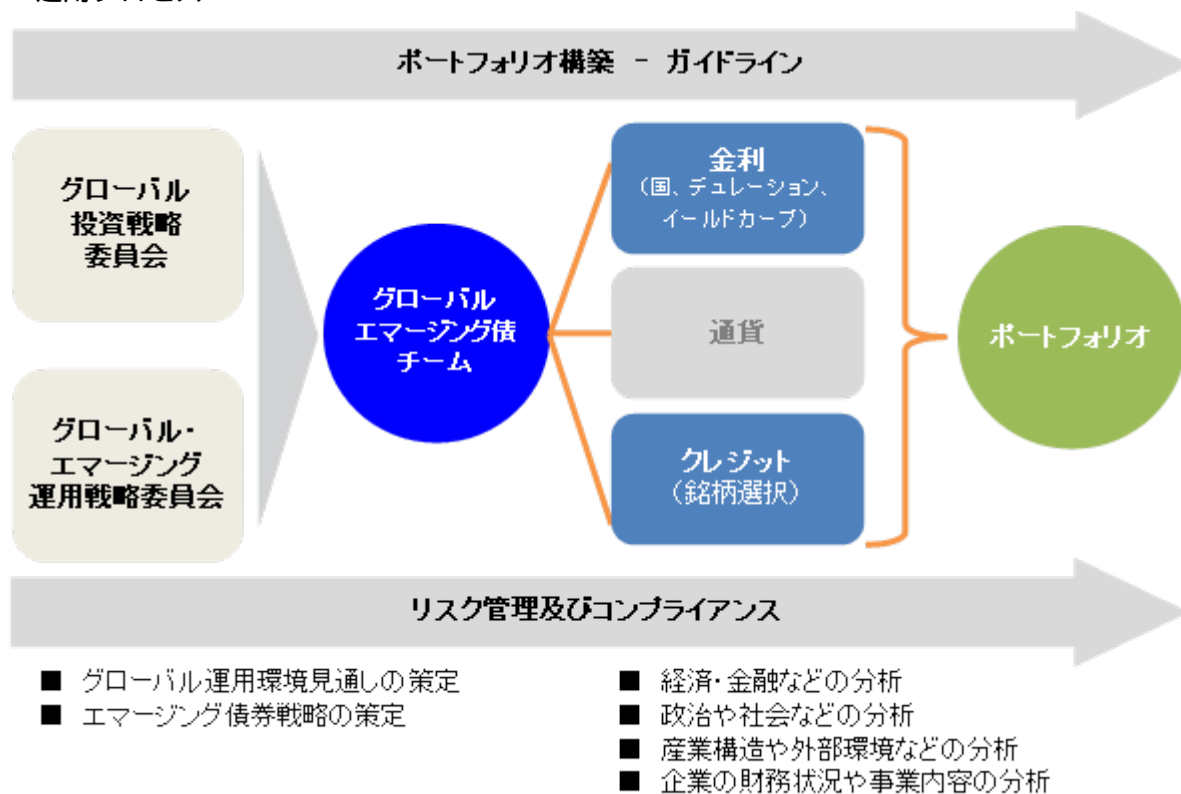 ポートフォリオ構築 - ガイドライン
グローバル
投資戦略
委員会
グローバル・
エマージング
運用戦略委員会
グローバル
エマージング債
チーム
金利
（国、デュレーション、
イールドカーブ）
通貨
クレジット
（銘柄選択）
ポートフォリオ
リスク管理及びコンプライアンス
■ グローバル運用環境見通しの策定
■ エマージング債券戦略の策定
■ 経済・金融などの分析
■ 政治や社会などの分析
■ 産業構造や外部環境などの分析
■ 企業の財務状況や事業内容の分析